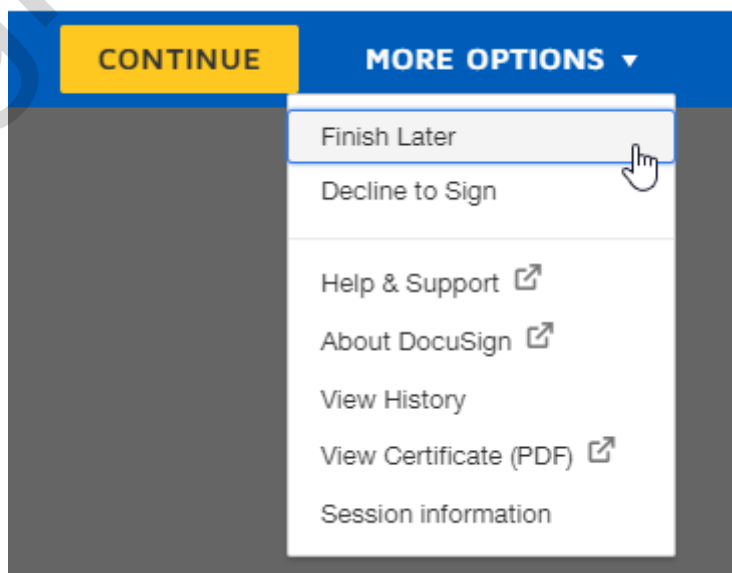 CONTINUE MORE OPTIONS
Finish Later
Decline to Sign
Help & Support
About DocuSign
View History
View Certificate (PDF)
Session information